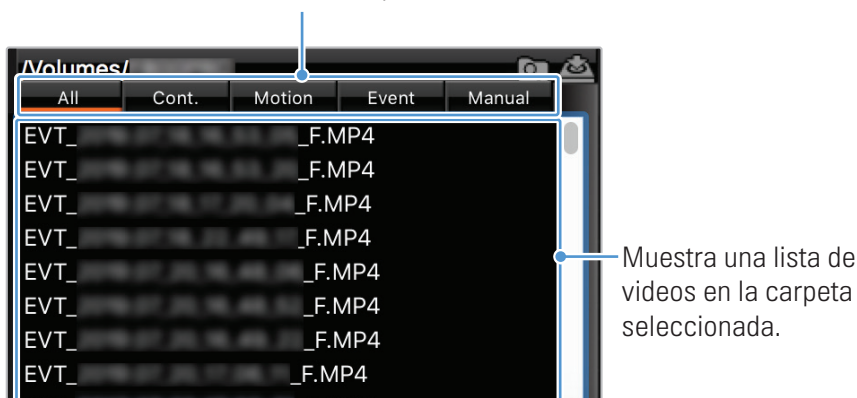 /Volumes/
All Cont. Motion Event Manual
EVT_ _F.MP4
EVT_ _F.MP4
EVT_ _F.MP4
EVT_ _F.MP4
EVT_ _F.MP4
EVT_ _F.MP4
EVT_ _F.MP4
EVT_ _F.MP4
Muestra una lista de
videos en la carpeta
seleccionada.